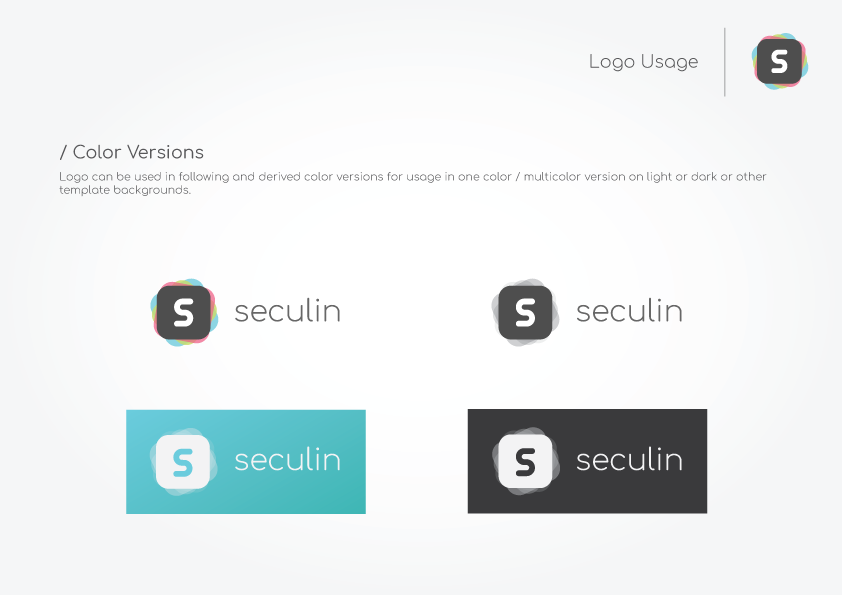 Logo Usage
S
/ Color Versions
Logo can be used in following and derived color versions for usage in one color / multicolor version on light or dark or other
template backgrounds.
S seculin
S seculin
S seculin
S seculin